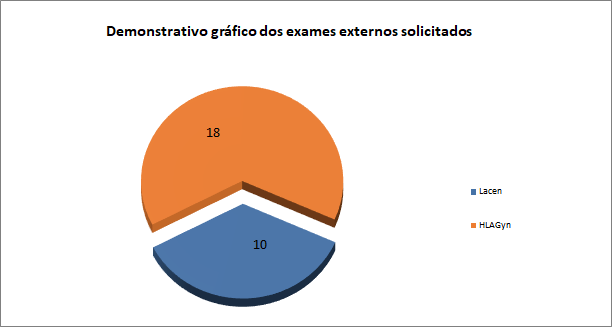 Demonstrativo gráfico dos exames externos solicitados
18
10
Lacen
HLAGyn